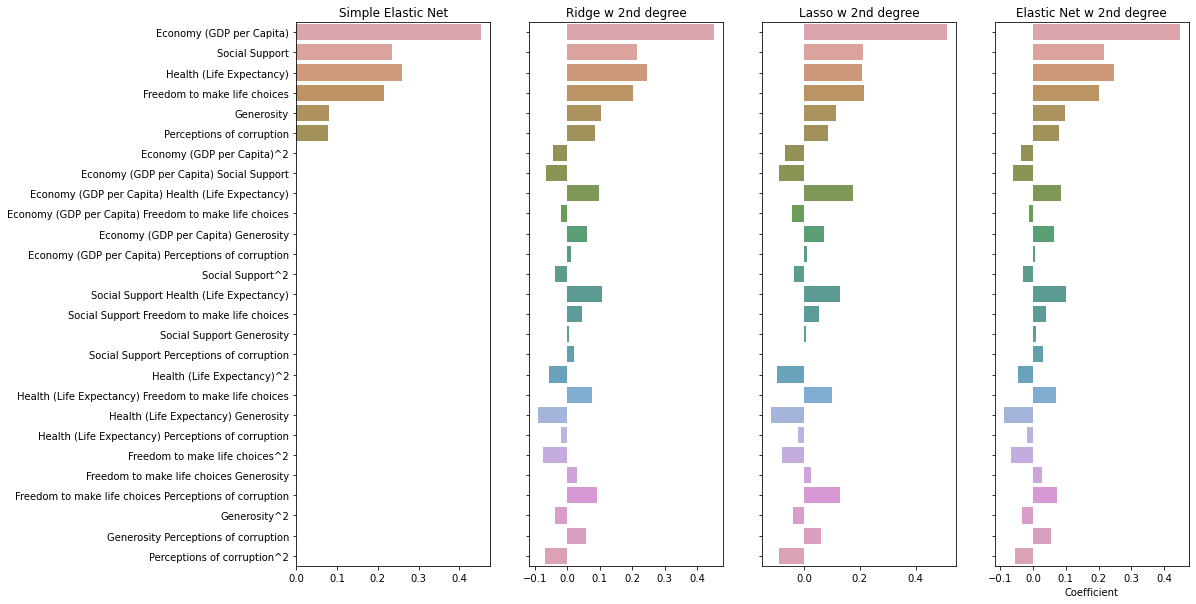 Simple Elastic Net
Ridge w 2nd degree
Lasso w 2nd degree
Elastic Net w 2nd degree
Economy (GDP per Capita)
Social Support
Health (Life Expectancy)
Freedom to make life choices
Generosity
Perceptions of corruption
Economy (GDP per Capita)^2
Economy (GDP per Capita) Social Support
Economy (GDP per Capita) Health (Life Expectancy)
Economy (GDP per Capita) Freedom to make life choices
Economy (GDP per Capita) Generosity
Economy (GDP per Capita) Perceptions of corruption
Social Support^2
Social Support Health (Life Expectancy)
Social Support Freedom to make life choices
Social Support Generosity
Social Support Perceptions of corruption
Health (Life Expectancy)^2
Health (Life Expectancy) Freedom to make life choices
Health (Life Expectancy) Generosity
Health (Life Expectancy) Perceptions of corruption
Freedom to make life choices^2
Freedom to make life choices Generosity
Freedom to make life choices Perceptions of corruption
Generosity^2
Generosity Perceptions of corruption
Perceptions of corruption^2
0.0 0.2 0.4
−0.1 0.0 0.1 0.2 0.3 0.4
0.0 0.2 0.4
−0.1 0.0 0.1 0.2 0.3 0.4
Coefficient